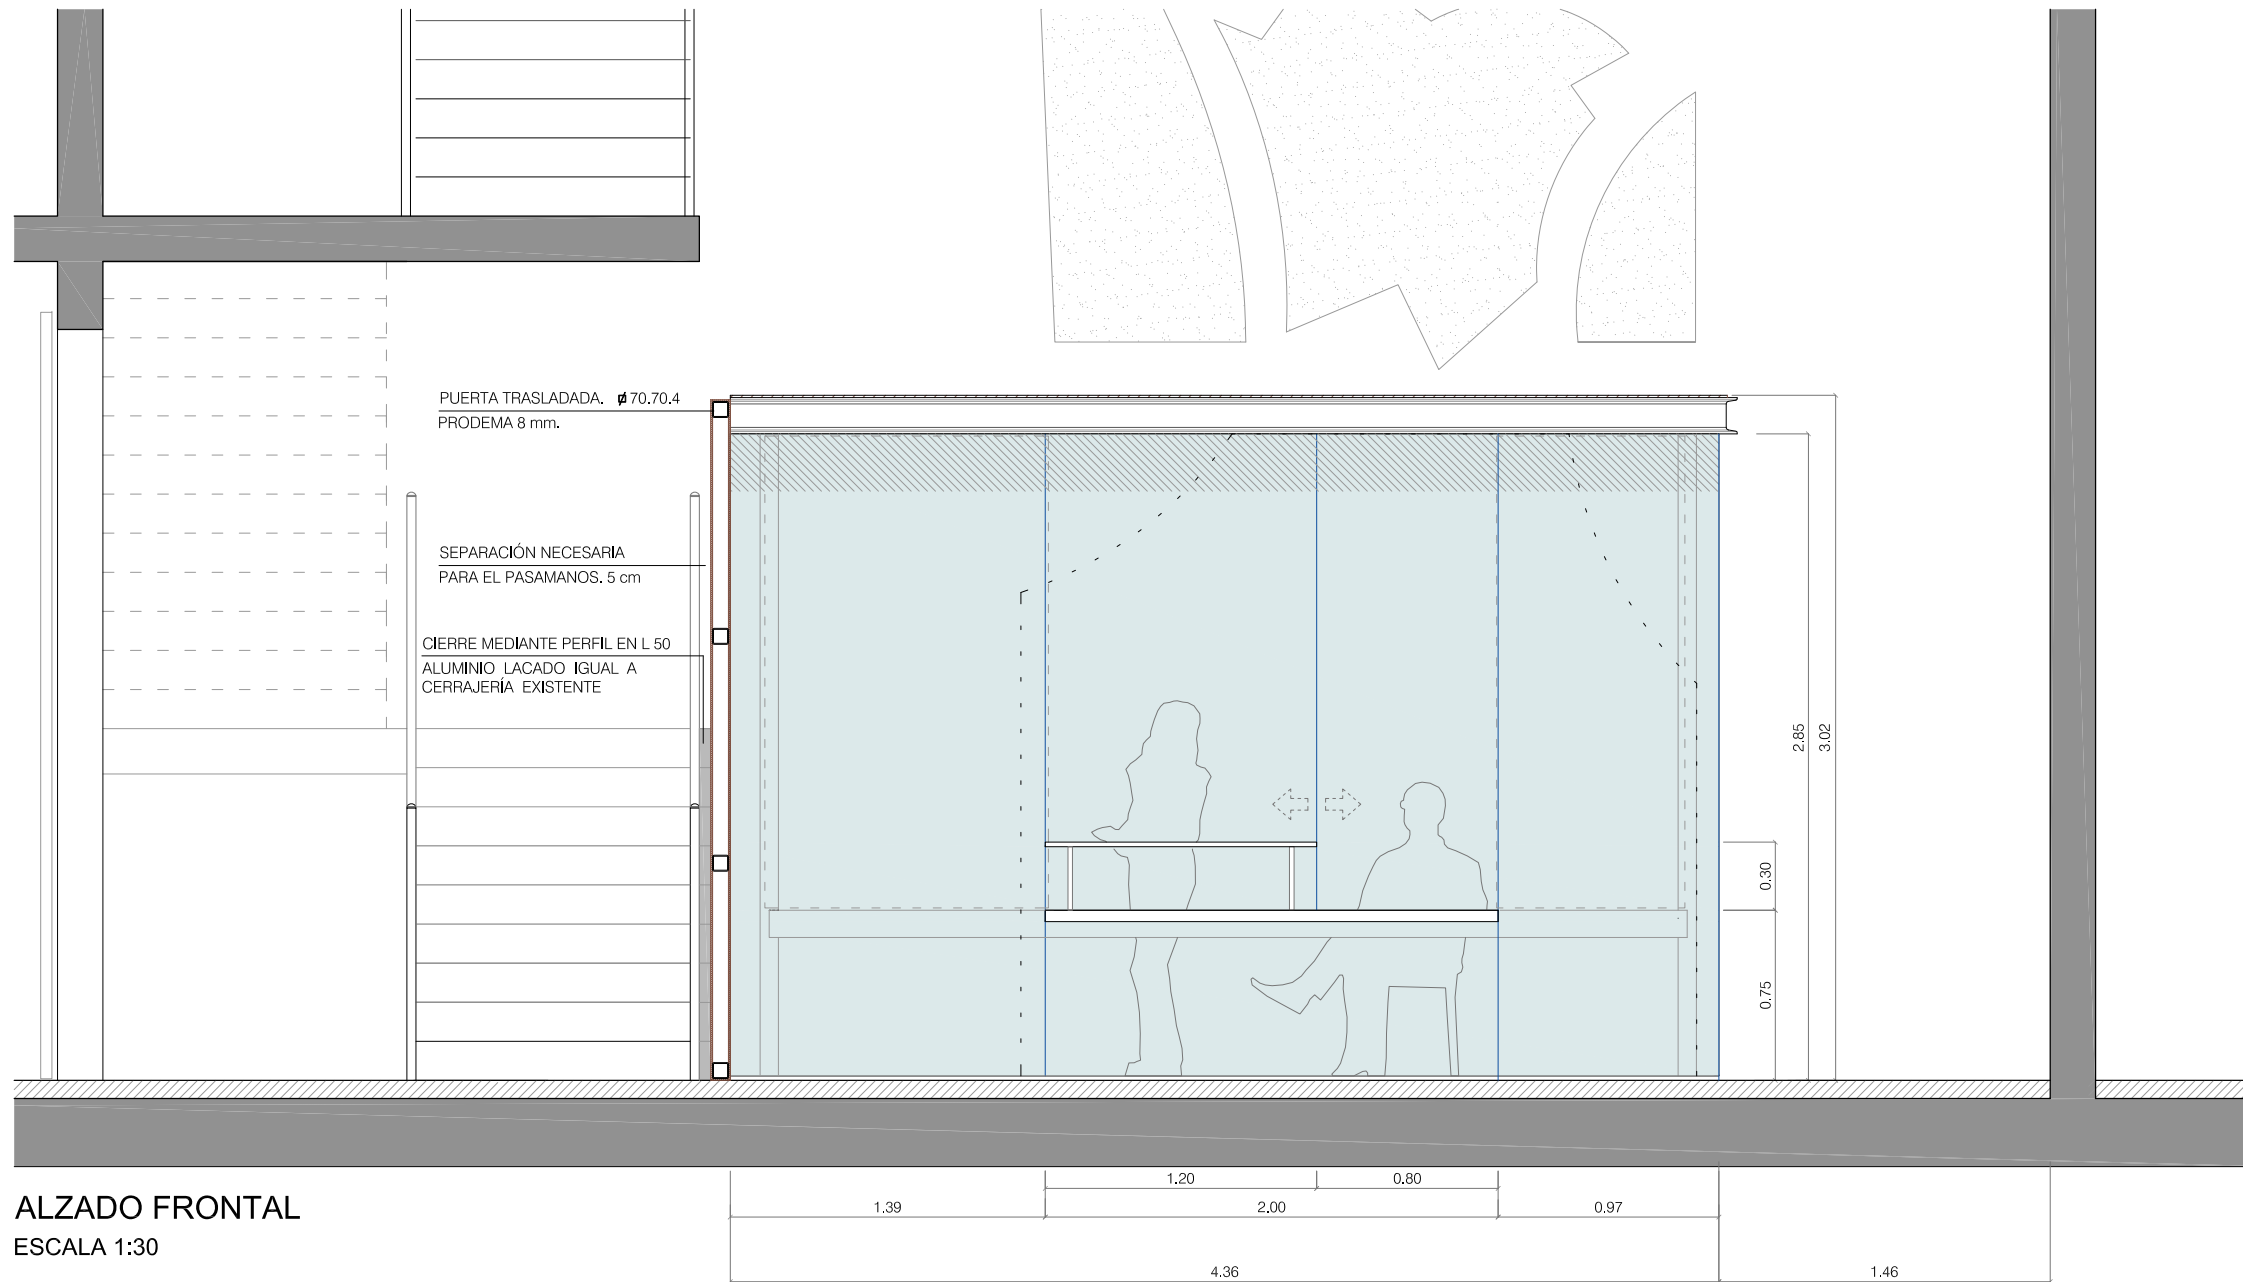 PUERTA TRASLADADA. ⌀ 70.70.4
PRODEMA 8 mm.
SEPARACIÓN NECESARIA
PARA EL PASAMANOS. 5 cm
CIERRE MEDIANTE PERFIL EN L 50
ALUMINIO LACADO IGUAL A
CERRAJERÍA EXISTENTE
2.85
3.02
0.30
0.75
1.20
0.80
1.39
2.00
0.97
4.36
1.46
ALZADO FRONTAL
ESCALA 1:30